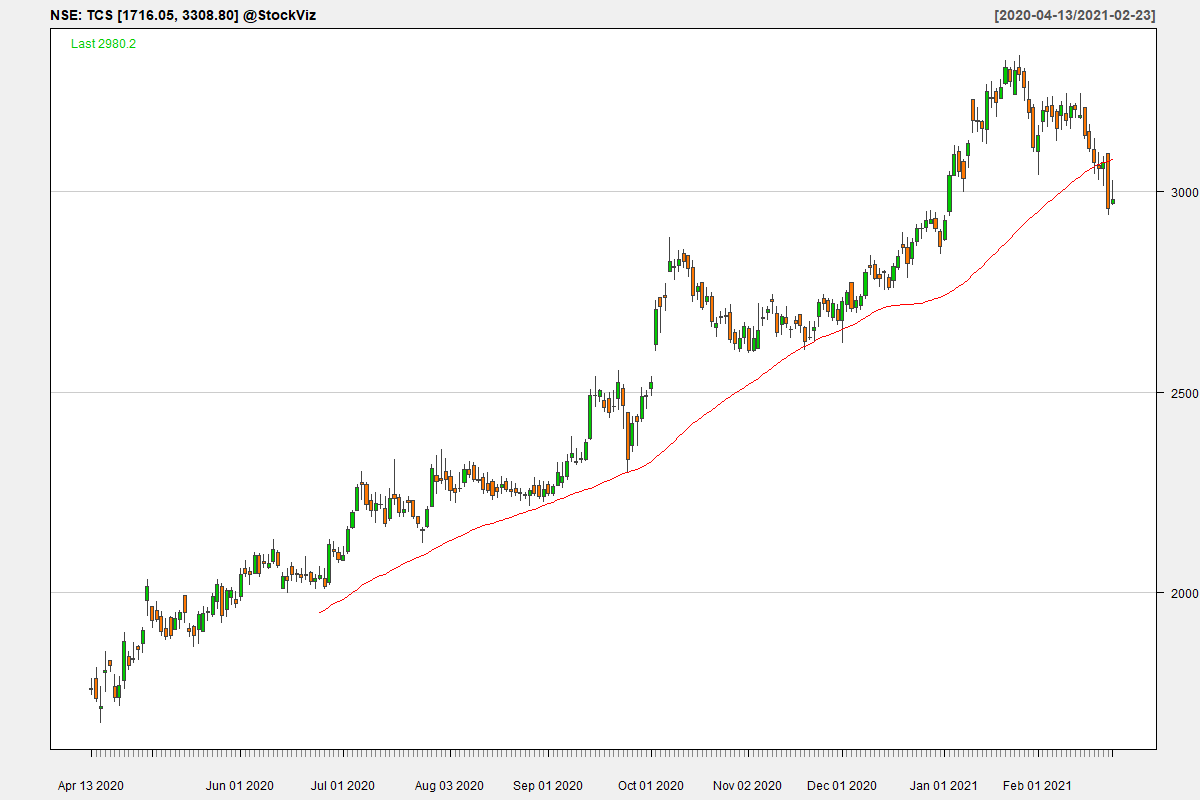 NSE: TCS [1716.05, 3308.80] @StockViz [2020-04-13/2021-02-23]
Last 2980.2
3000
2500
2000
Apr 13 2020 Jun 01 2020 Jul 01 2020 Aug 03 2020 Sep 01 2020 Oct 01 2020 Nov 02 2020 Dec 01 2020 Jan 01 2021 Feb 01 2021